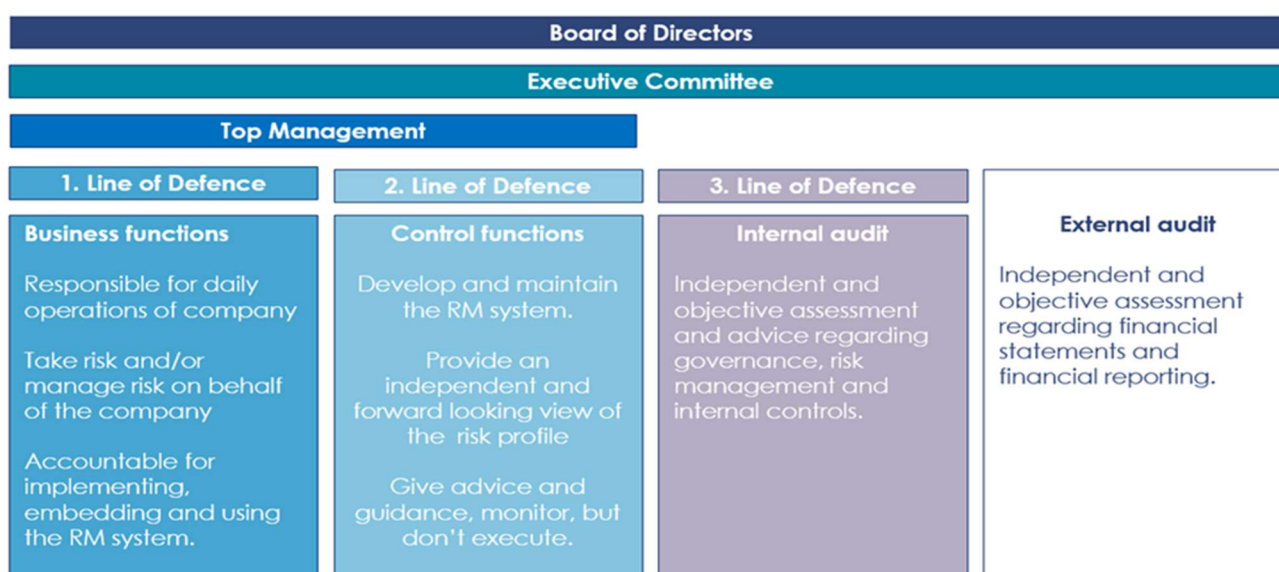 Board of Directors
Executive Committee
Top Management
1. Line of Defence
Business functions
Responsible for daily
operations of company
Take risk and/or
manage risk on behalf
of the company
Accountable for
implementing,
embedding and using
the RM system.
2. Line of Defence
Control functions
Develop and maintain
the RM system.
Provide an
independent and
forward looking view of
the risk profile
Give advice and
guidance, monitor, but
don't execute.
3. Line of Defence
Internal audit
Independent and
objective assessment
and advice regarding
governance, risk
management and
internal controls.
External audit
Independent and
objective assessment
regarding financial
statements and
financial reporting.